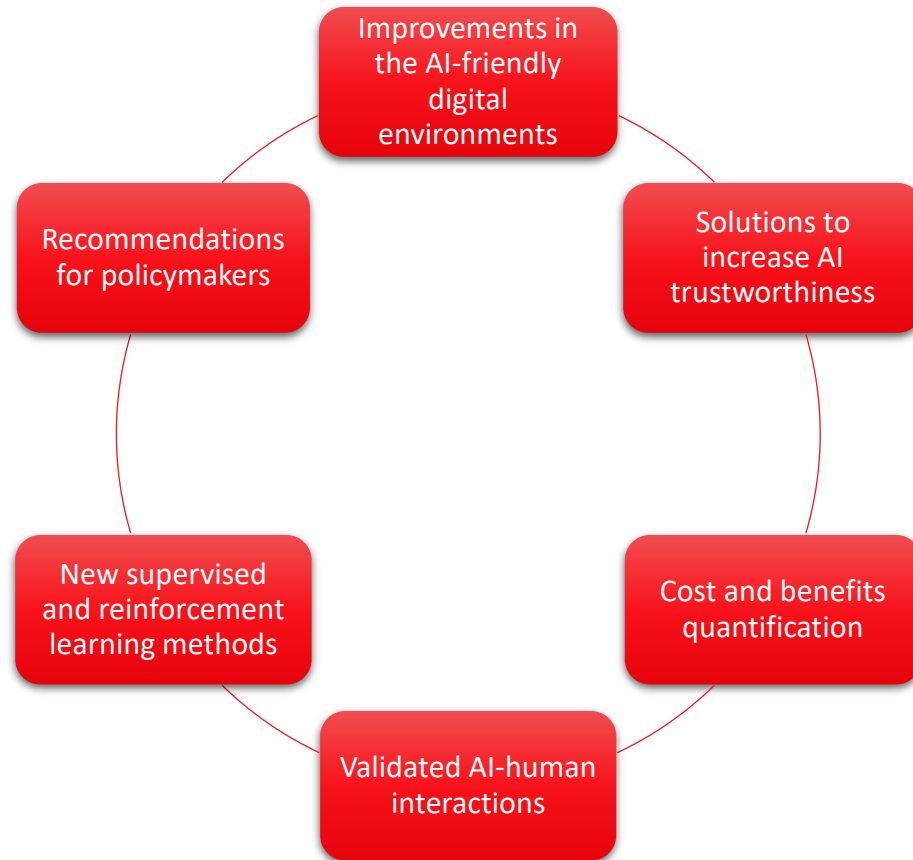 Improvements in
the AI-friendly
digital
environments
Solutions to
increase AI
trustworthiness
Cost and benefits
quantification
Validated AI-human
interactions
New supervised
and reinforcement
learning methods
Recommendations
for policymakers